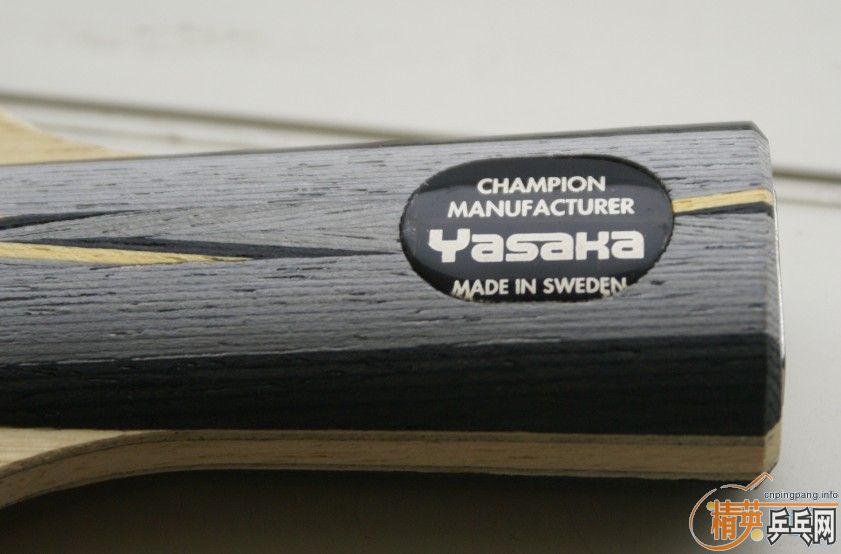 CHAMPION
MANUFACTURER
Yasaka
MADE IN SWEDEN
cnpingpang.info
精英乒乓网